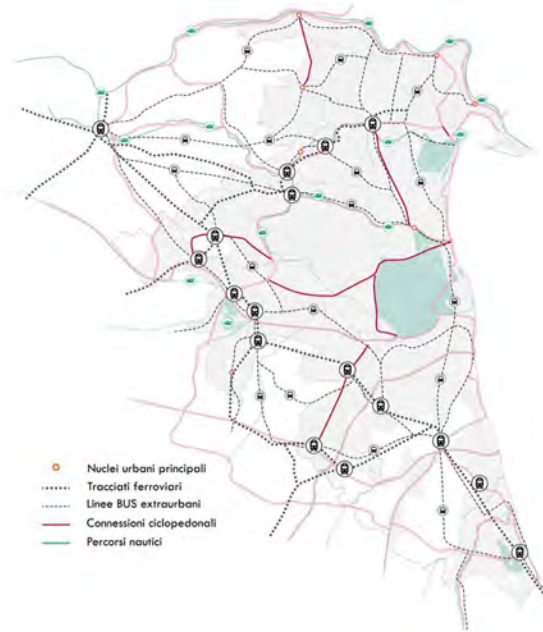 Nuclei urbani principali
Tracciati ferroviari
Linee BUS extraurbani
Connessioni ciclopedonali
Percorsi nautici